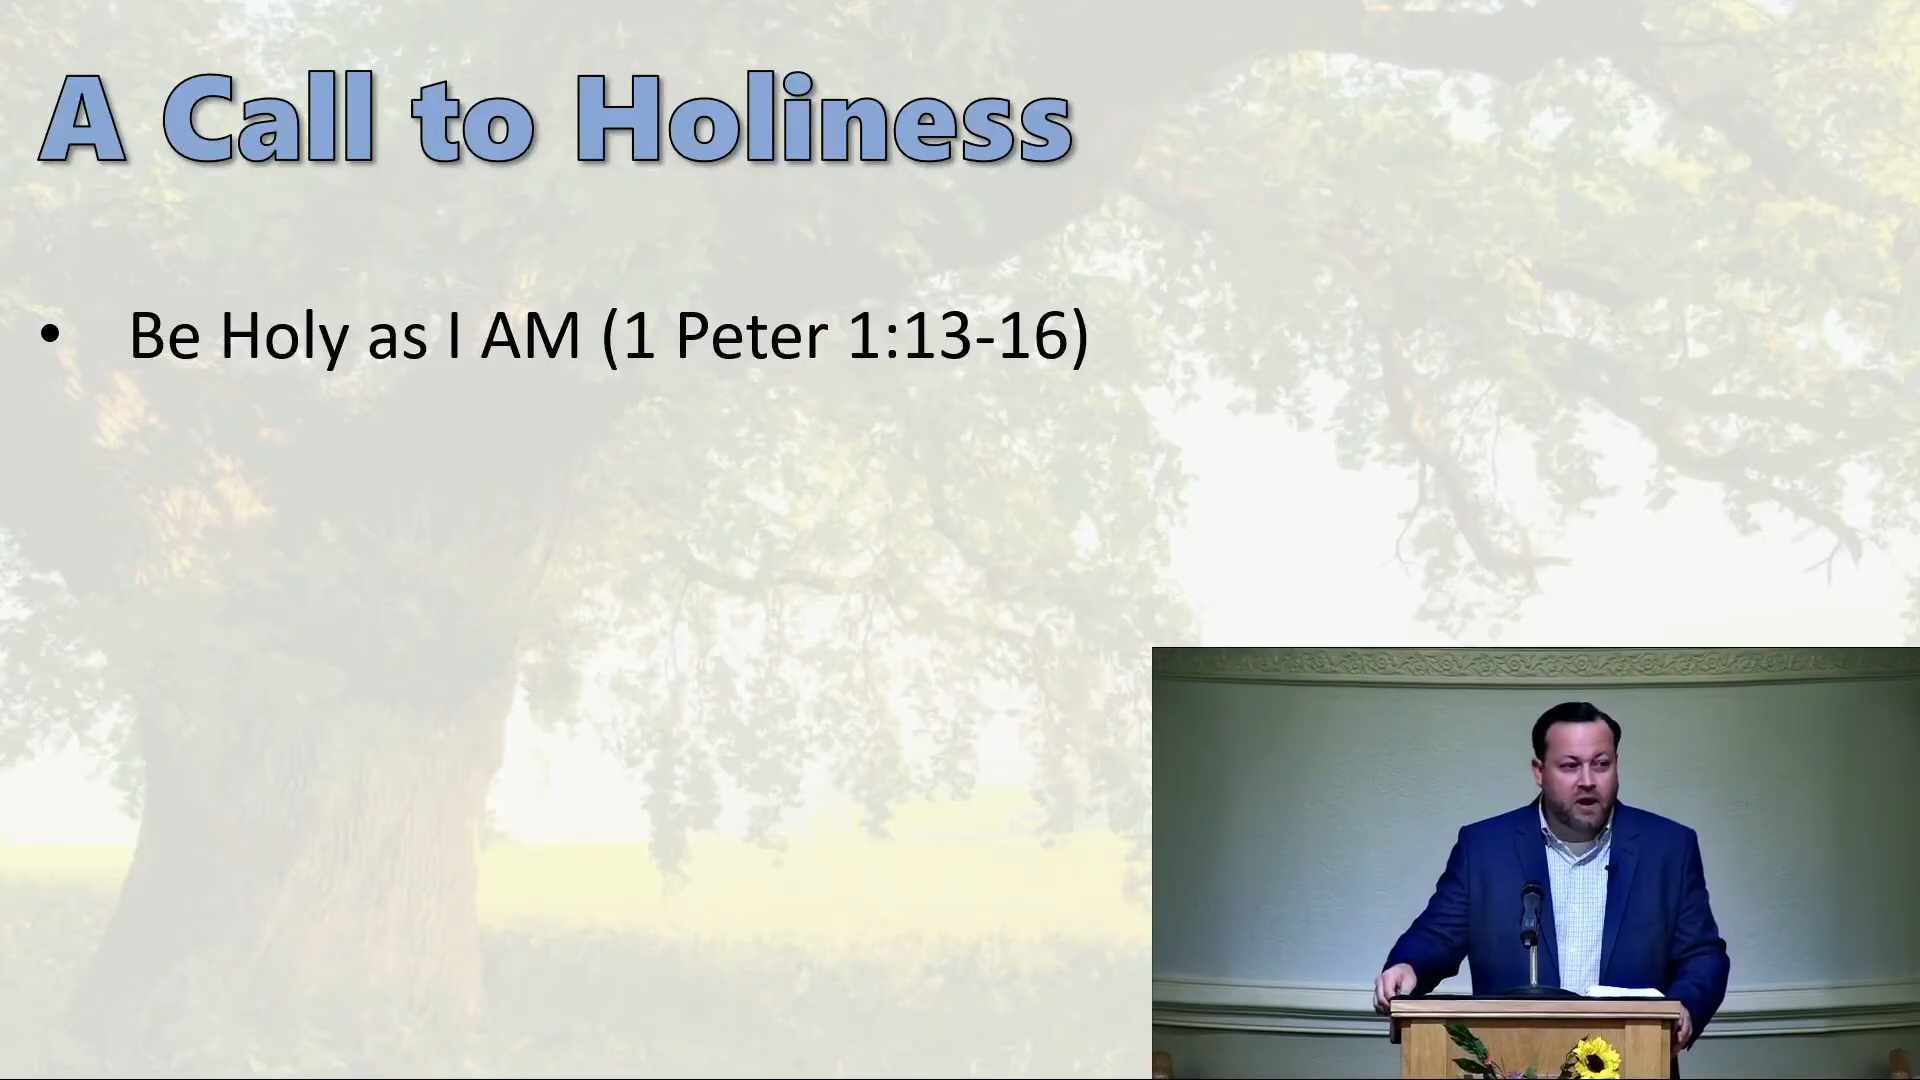 A Call to Holiness
• Be Holy as I AM (1 Peter 1:13-16)